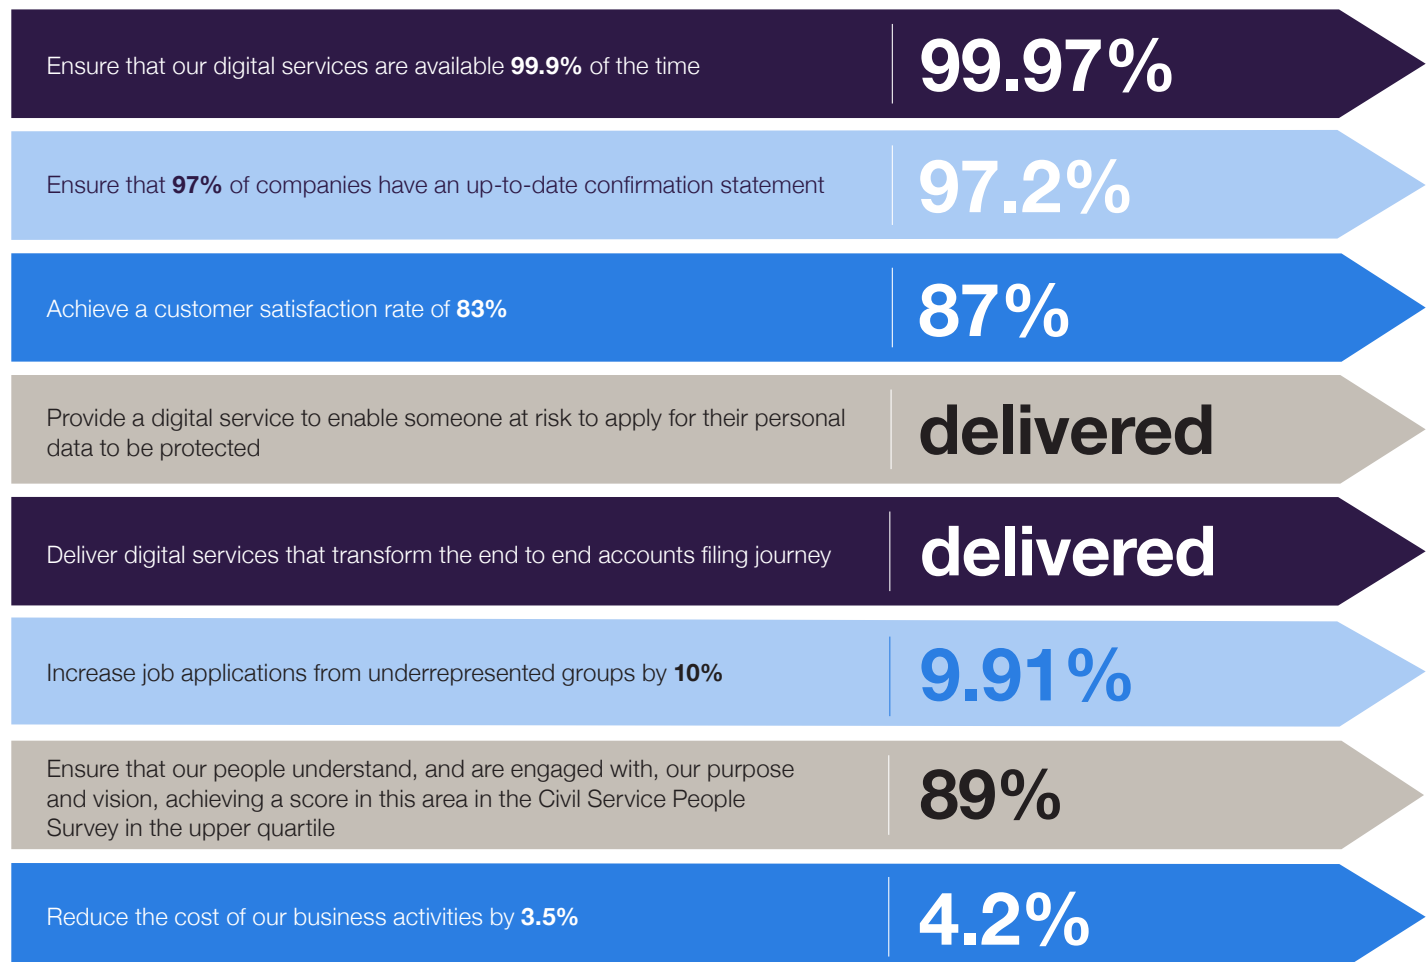 Ensure that our digital services are available 99.9% of the time
99.97%
Ensure that 97% of companies have an up-to-date confirmation statement
97.2%
Achieve a customer satisfaction rate of 83%
87%
Provide a digital service to enable someone at risk to apply for their personal
data to be protected
delivered
Deliver digital services that transform the end to end accounts filing journey
delivered
Increase job applications from underrepresented groups by 10%
9.91%
Ensure that our people understand, and are engaged with, our purpose
and vision, achieving a score in this area in the Civil Service People
Survey in the upper quartile
89%
Reduce the cost of our business activities by 3.5%
4.2%